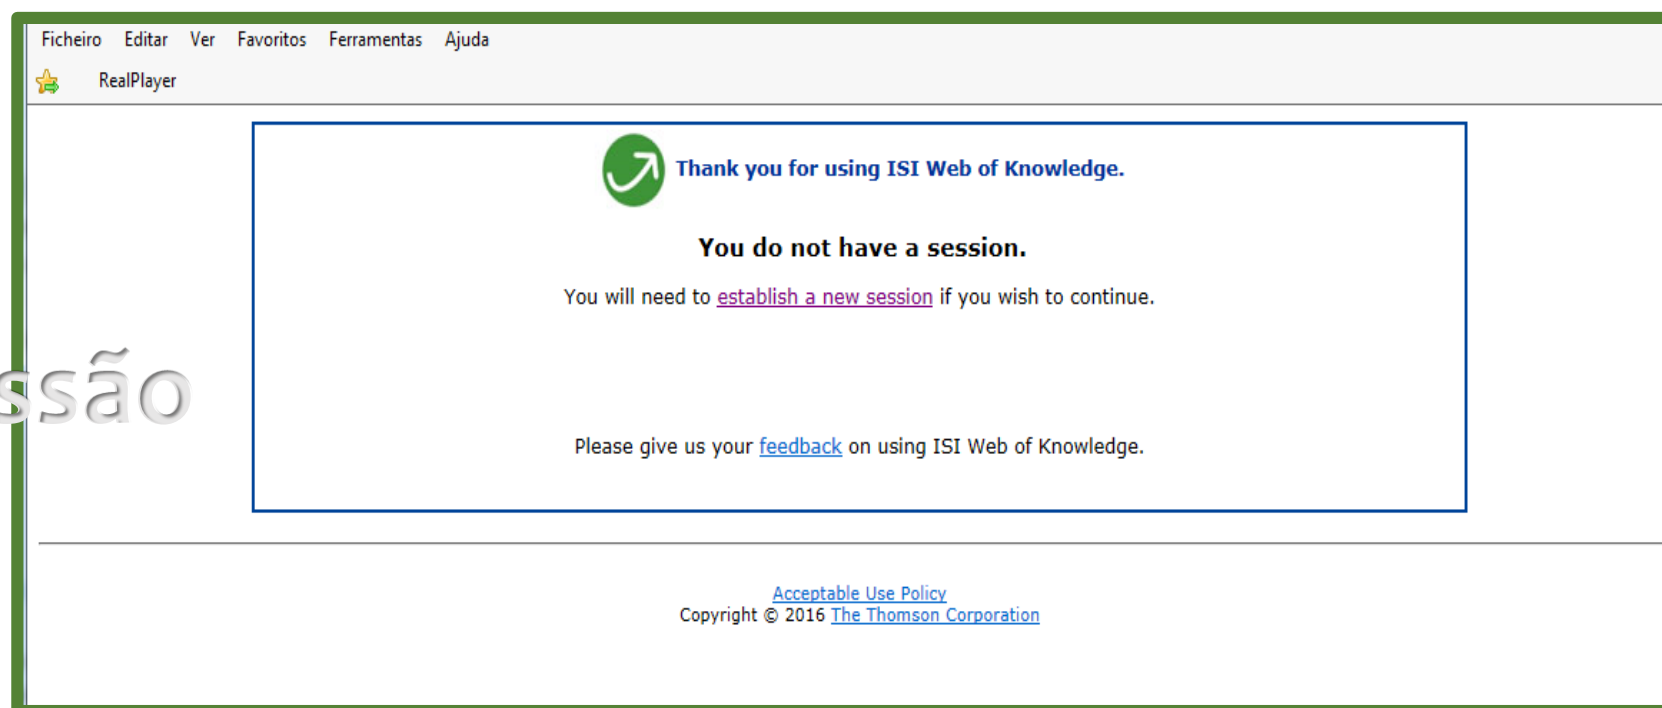 Ficheiro Editar Ver Favoritos Ferramentas Ajuda
RealPlayer
Thank you for using ISI Web of Knowledge.
You do not have a session.
You will need to establish a new session if you wish to continue.
ssão
Please give us your feedback on using ISI Web of Knowledge.
Acceptable Use Policy
Copyright © 2016 The Thomson Corporation